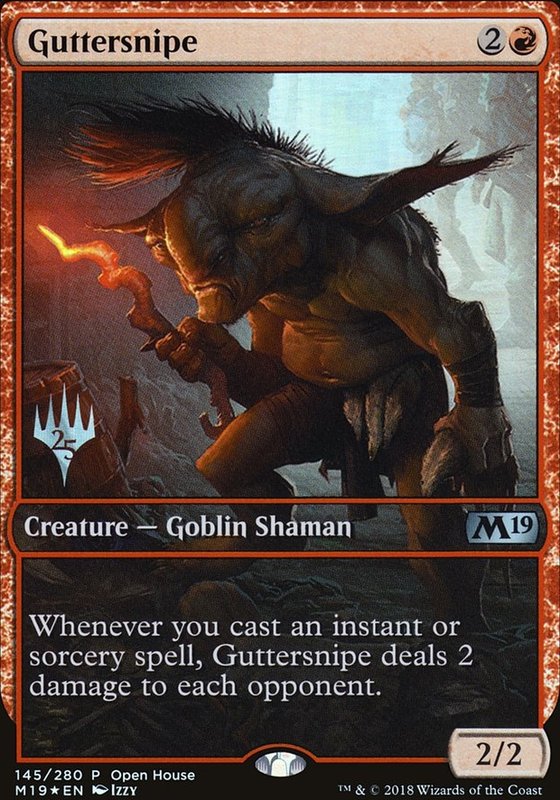 Guttersnipe 2
25
Creature — Goblin Shaman M19
Whenever you cast an instant or
sorcery spell, Guttersnipe deals 2
damage to each opponent.
2/2
145/280 P Open House
M19★EN Izzy ™ & © 2018 Wizards of the Coast